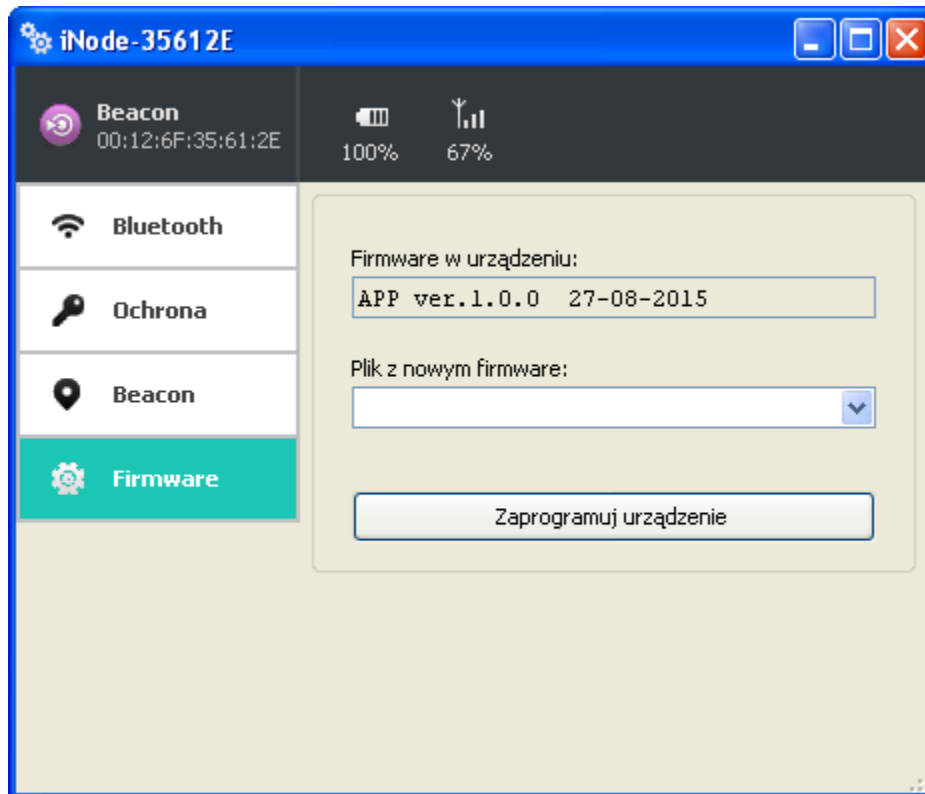 iNode-35612E
Beacon
00:12:6F:35:61:2E
100%
67%
Bluetooth
Ochrona
Beacon
Firmware
Firmware w urządzeniu:
APP ver.1.0.0  27-08-2015
Plik z nowym firmware:
Zaprogramuj urządzenie